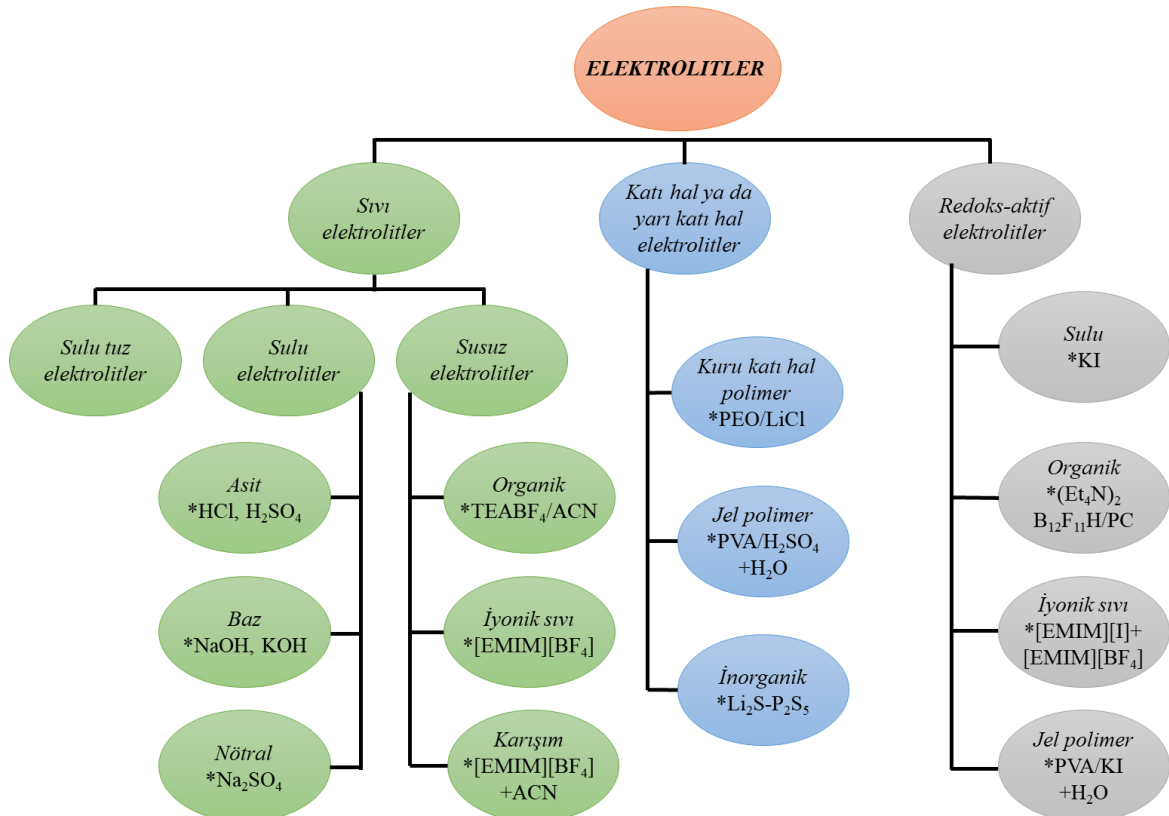 ELEKTROLITLER
Sıvı
elektrolitler
Katı hal ya da
yarı katı hal
elektrolitler
Redoks-aktif
elektrolitler
Sulu tuz
elektrolitler
Sulu
elektrolitler
Susuz
elektrolitler
Asit
*HCl, H₂SO₄
Baz
*NaOH, KOH
Nötral
*Na₂SO₄
Organik
*TEABF₄/ACN
İyonik sıvı
*[EMIM][BF₄]
Karışım
*[EMIM][BF₄]
+ACN
Kuru katı hal
polimer
*PEO/LiCl
Jel polimer
*PVA/H₂SO₄
+H₂O
İnorganik
*Li₂S-P₂S₅
Sulu
*KI
Organik
*(Et₄N)₂
B₁₂F₁₁H/PC
İyonik sıvı
*[EMIM][I]+
[EMIM][BF₄]
Jel polimer
*PVA/KI
+H₂O